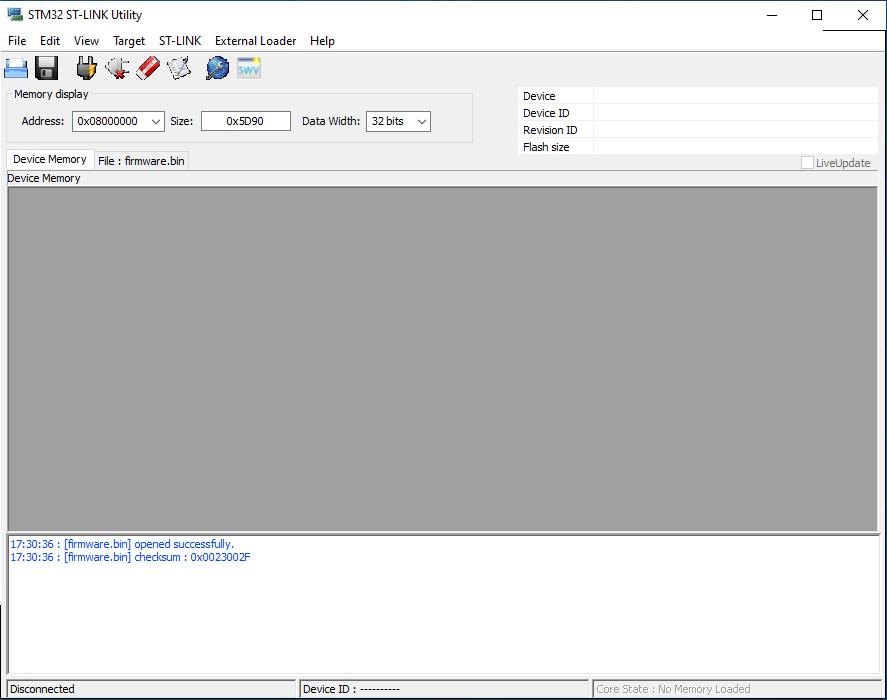 STM32 ST-LINK Utility
File Edit View Target ST-LINK External Loader Help
SWV
Memory display
Address: 0x08000000 Size: 0x5D90 Data Width: 32 bits
Device
Device ID
Revision ID
Flash size
LiveUpdate
Device Memory File : firmware.bin
Device Memory
17:30:36 : [firmware.bin] opened successfully.
17:30:36 : [firmware.bin] checksum : 0x0023002F
Disconnected Device ID : ---------- Core State : No Memory Loaded